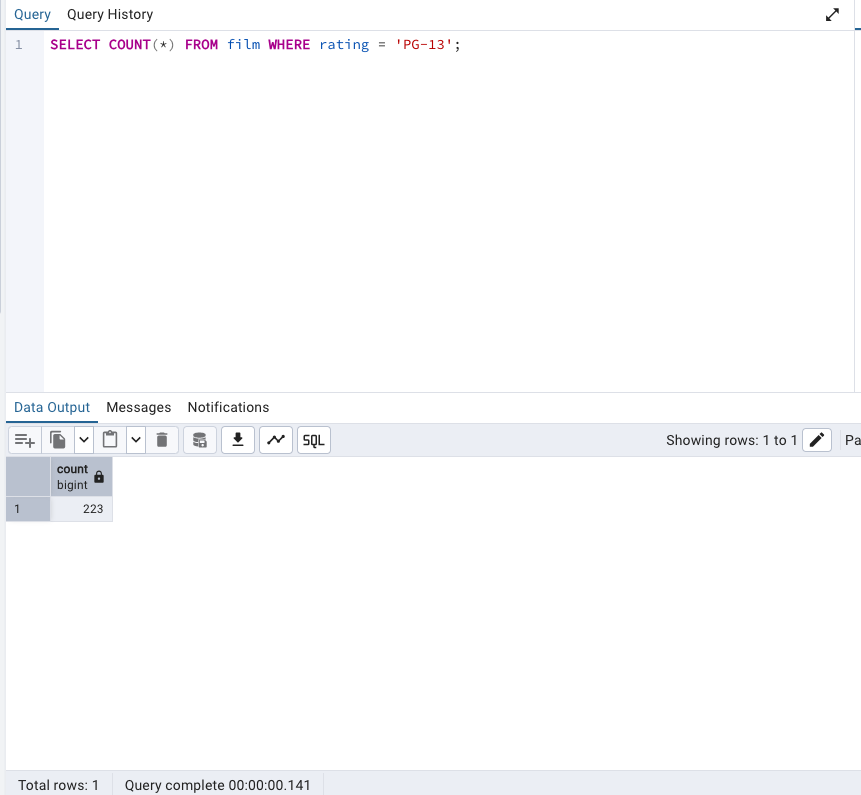 Query Query History
1 SELECT COUNT(*) FROM film WHERE rating = 'PG-13';
Data Output Messages Notifications
SQL Showing rows: 1 to 1 Pa
count
bigint
1 223
Total rows: 1 Query complete 00:00:00.141